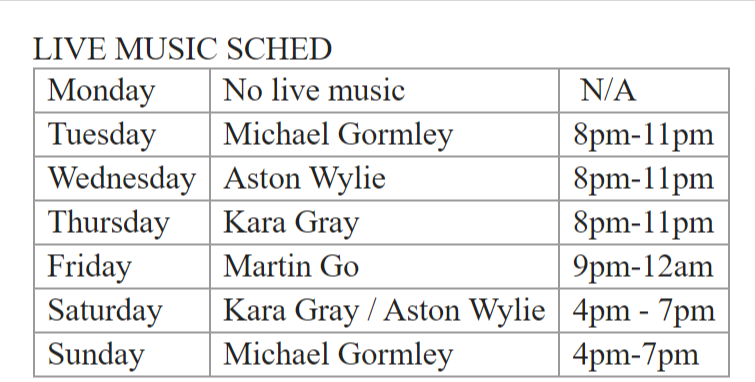 LIVE MUSIC SCHED
Monday No live music N/A
Tuesday Michael Gormley 8pm-11pm
Wednesday Aston Wylie 8pm-11pm
Thursday Kara Gray 8pm-11pm
Friday Martin Go 9pm-12am
Saturday Kara Gray / Aston Wylie 4pm - 7pm
Sunday Michael Gormley 4pm-7pm